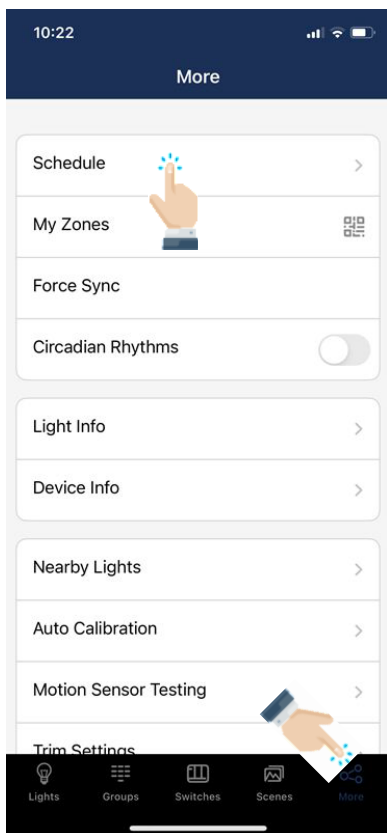 10:22
More
Schedule
My Zones
Force Sync
Circadian Rhythms
Light Info
Device Info
Nearby Lights
Auto Calibration
Motion Sensor Testing
Trim Settings
Lights Groups Switches Scenes More